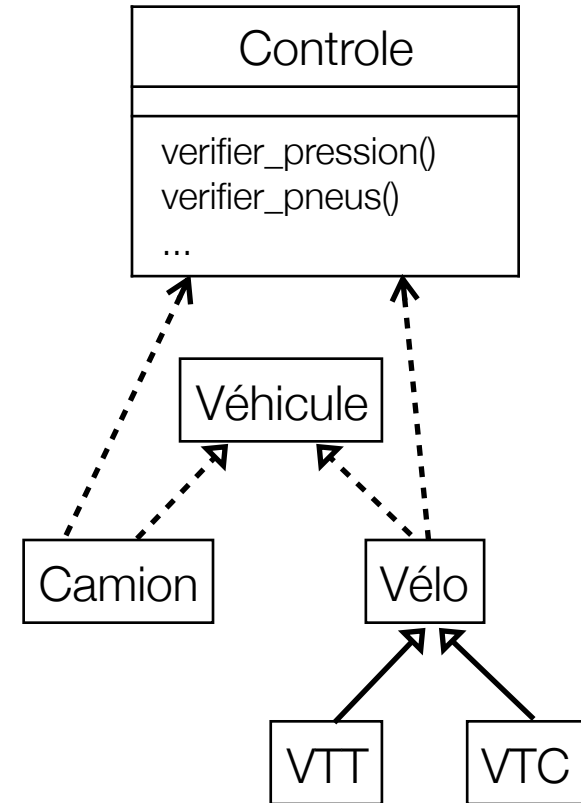 Controle
verifier_pression()
verifier_pneus()
...
Véhicule
Camion
Vélo
VTT
VTC